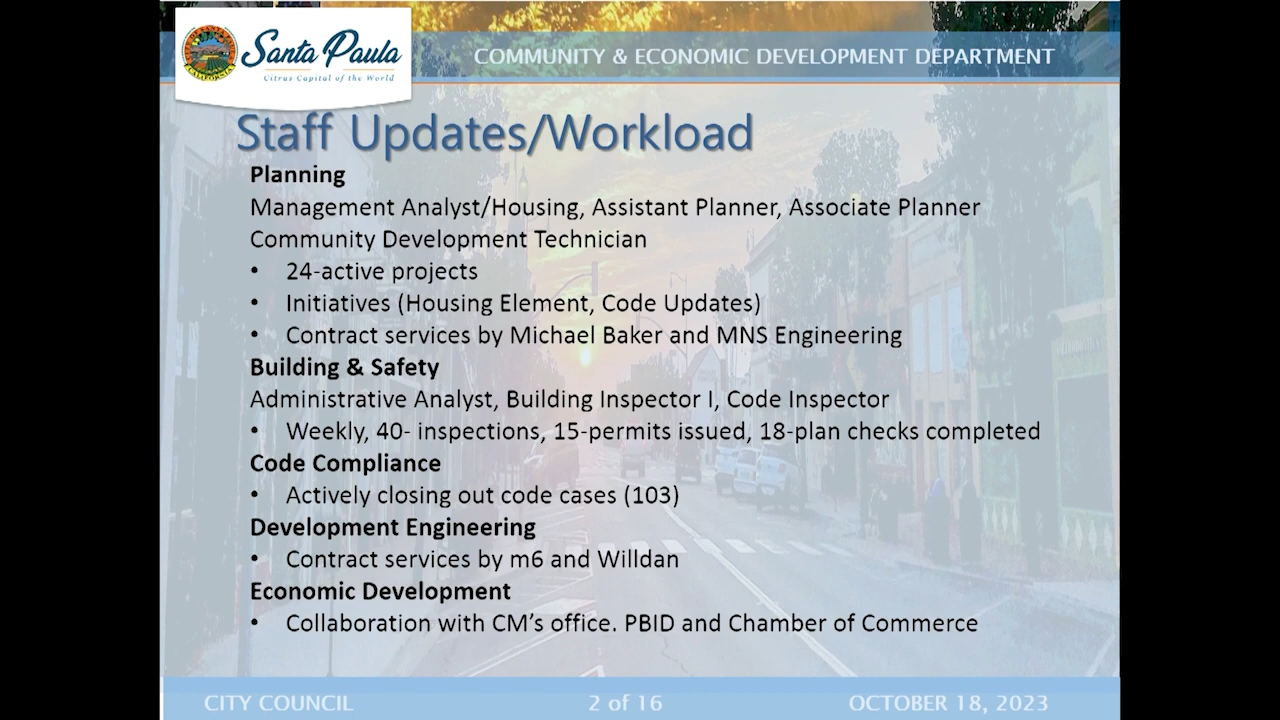 Santa Paula
Citrus Capital of the World
COMMUNITY & ECONOMIC DEVELOPMENT DEPARTMENT
Staff Updates/Workload
Planning
Management Analyst/Housing, Assistant Planner, Associate Planner
Community Development Technician
• 24-active projects
• Initiatives (Housing Element, Code Updates)
• Contract services by Michael Baker and MNS Engineering
Building & Safety
Administrative Analyst, Building Inspector I, Code Inspector
• Weekly, 40- inspections, 15-permits issued, 18-plan checks completed
Code Compliance
• Actively closing out code cases (103)
Development Engineering
• Contract services by m6 and Willdan
Economic Development
• Collaboration with CM’s office. PBID and Chamber of Commerce
CITY COUNCIL
2 of 16
OCTOBER 18, 2023